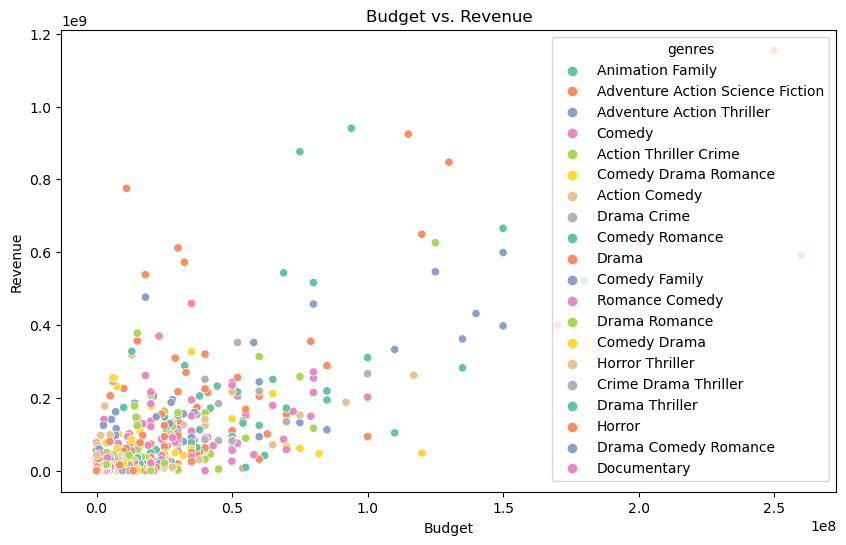 Budget vs. Revenue
1e9
1.2
1.0
0.8
0.6
0.4
0.2
0.0
Revenue
genres
Animation Family
Adventure Action Science Fiction
Adventure Action Thriller
Comedy
Action Thriller Crime
Comedy Drama Romance
Action Comedy
Drama Crime
Comedy Romance
Drama
Comedy Family
Romance Comedy
Drama Romance
Comedy Drama
Horror Thriller
Crime Drama Thriller
Drama Thriller
Horror
Drama Comedy Romance
Documentary
0.0 0.5 1.0 1.5 2.0 2.5
1e8
Budget